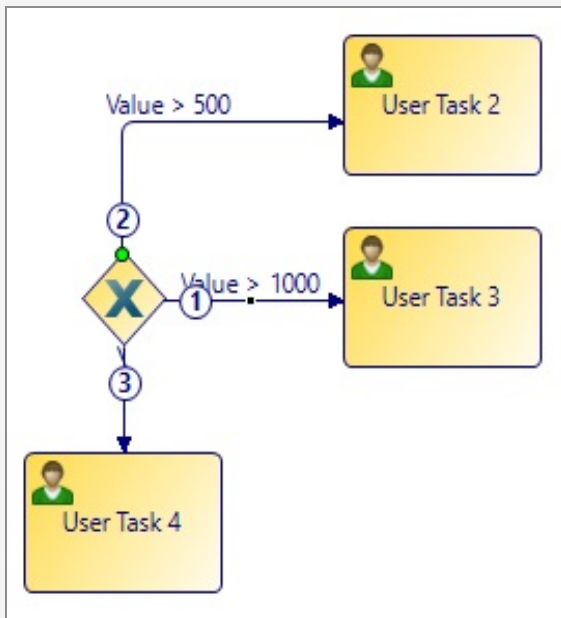 Value > 500
User Task 2
2
Value > 1000
1
User Task 3
X
3
User Task 4